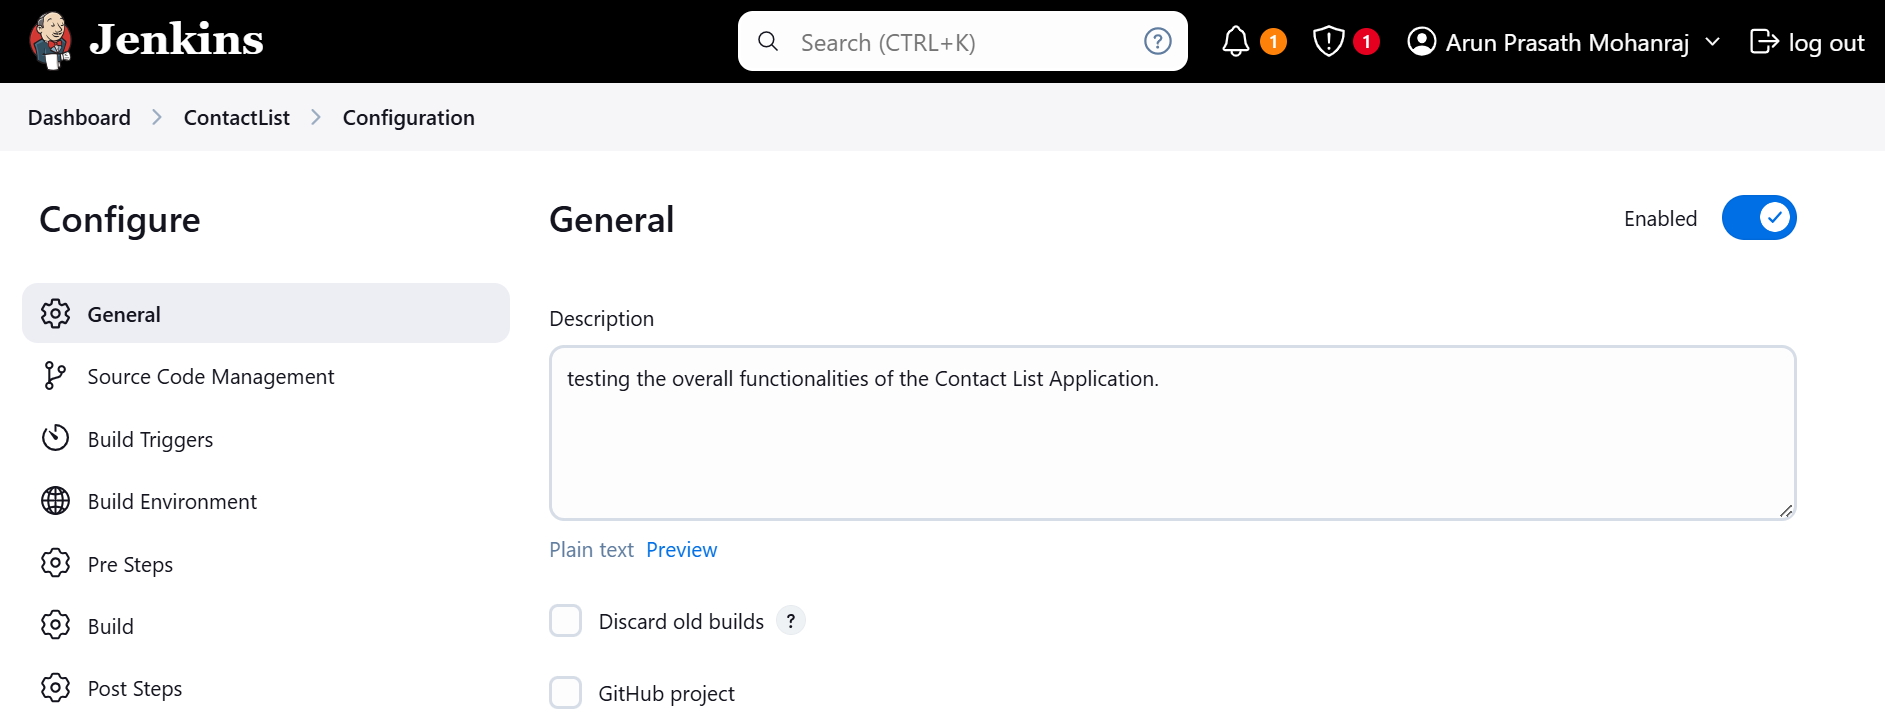 Jenkins
Search (CTRL+K)
?
1
1
Arun Prasath Mohanraj
log out
Dashboard
ContactList
Configuration
Configure
General
Source Code Management
Build Triggers
Build Environment
Pre Steps
Build
Post Steps
General
Enabled
Description
testing the overall functionalities of the Contact List Application.
Plain text Preview
Discard old builds ?
GitHub project